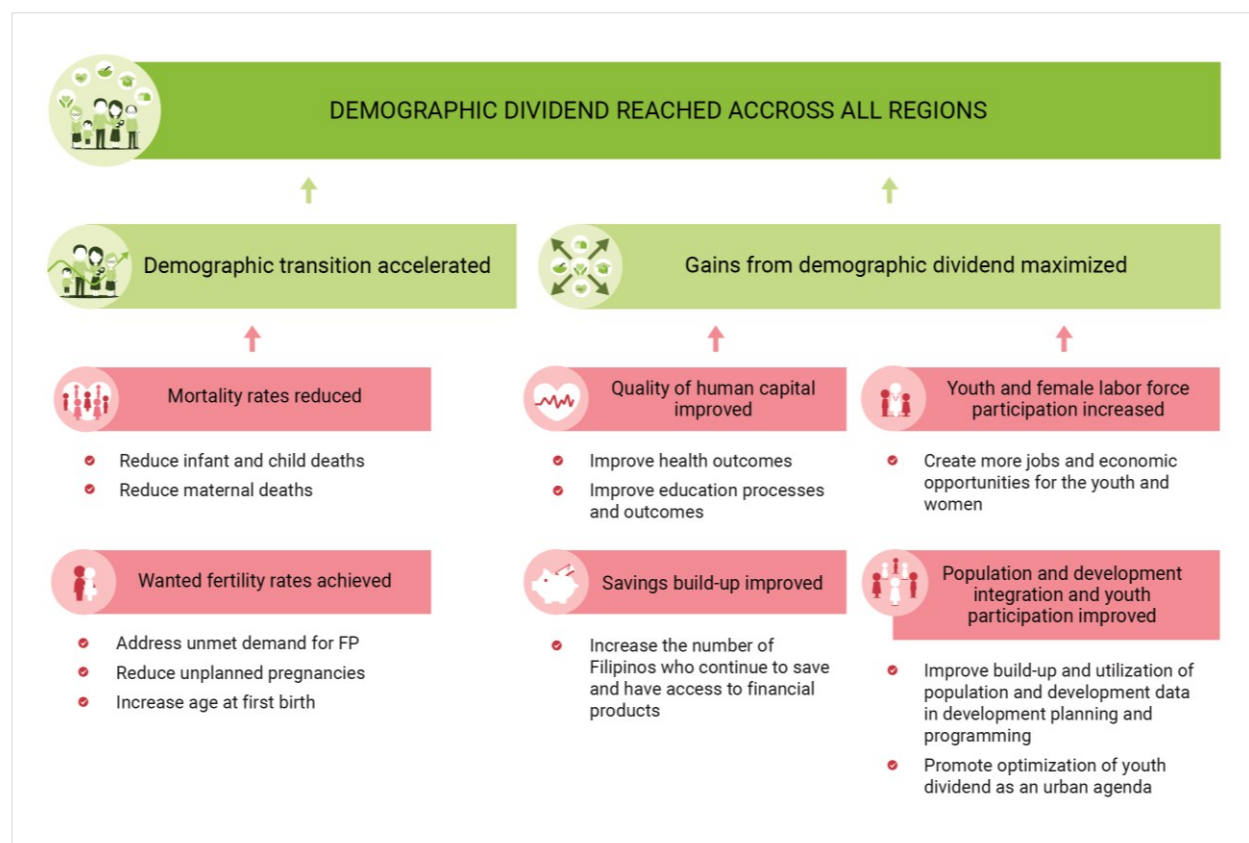 DEMOGRAPHIC DIVIDEND REACHED ACCROSS ALL REGIONS
Demographic transition accelerated
Gains from demographic dividend maximized
Mortality rates reduced
Reduce infant and child deaths
Reduce maternal deaths
Wanted fertility rates achieved
Address unmet demand for FP
Reduce unplanned pregnancies
Increase age at first birth
Quality of human capital
improved
Improve health outcomes
Improve education processes
and outcomes
Savings build-up improved
Increase the number of
Filipinos who continue to save
and have access to financial
products
Youth and female labor force
participation increased
Create more jobs and economic
opportunities for the youth and
women
Population and development
integration and youth
participation improved
Improve build-up and utilization of
population and development data
in development planning and
programming
Promote optimization of youth
dividend as an urban agenda